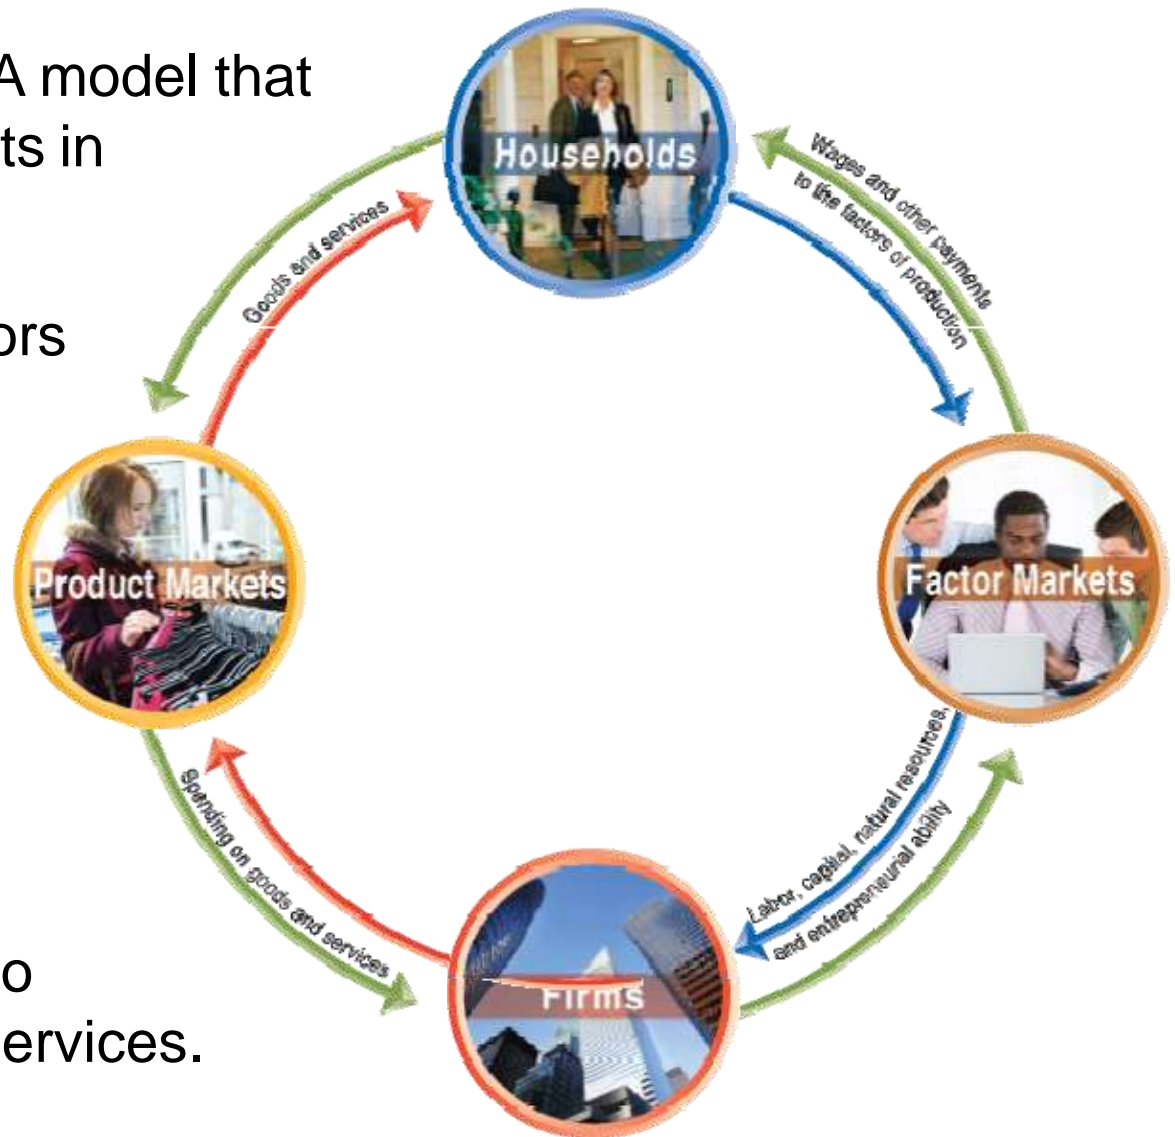 A model that
ts in
ors
o
ervices.
Households
Wages and other payments
to the factors of production
Goods and services
Product Markets
Factor Markets
Spending on goods and services
Labor, capital, natural resources,
and entrepreneurial ability
Firms